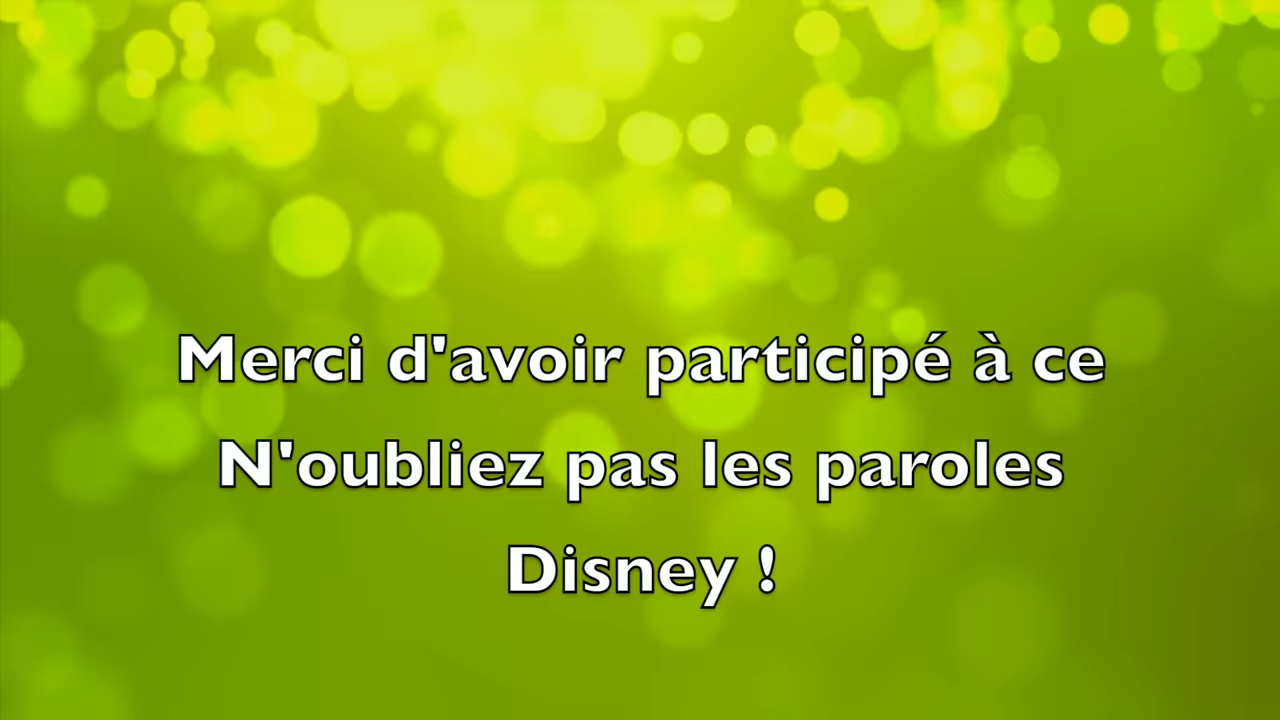 Merci d'avoir participé à ce
N'oubliez pas les paroles
Disney !